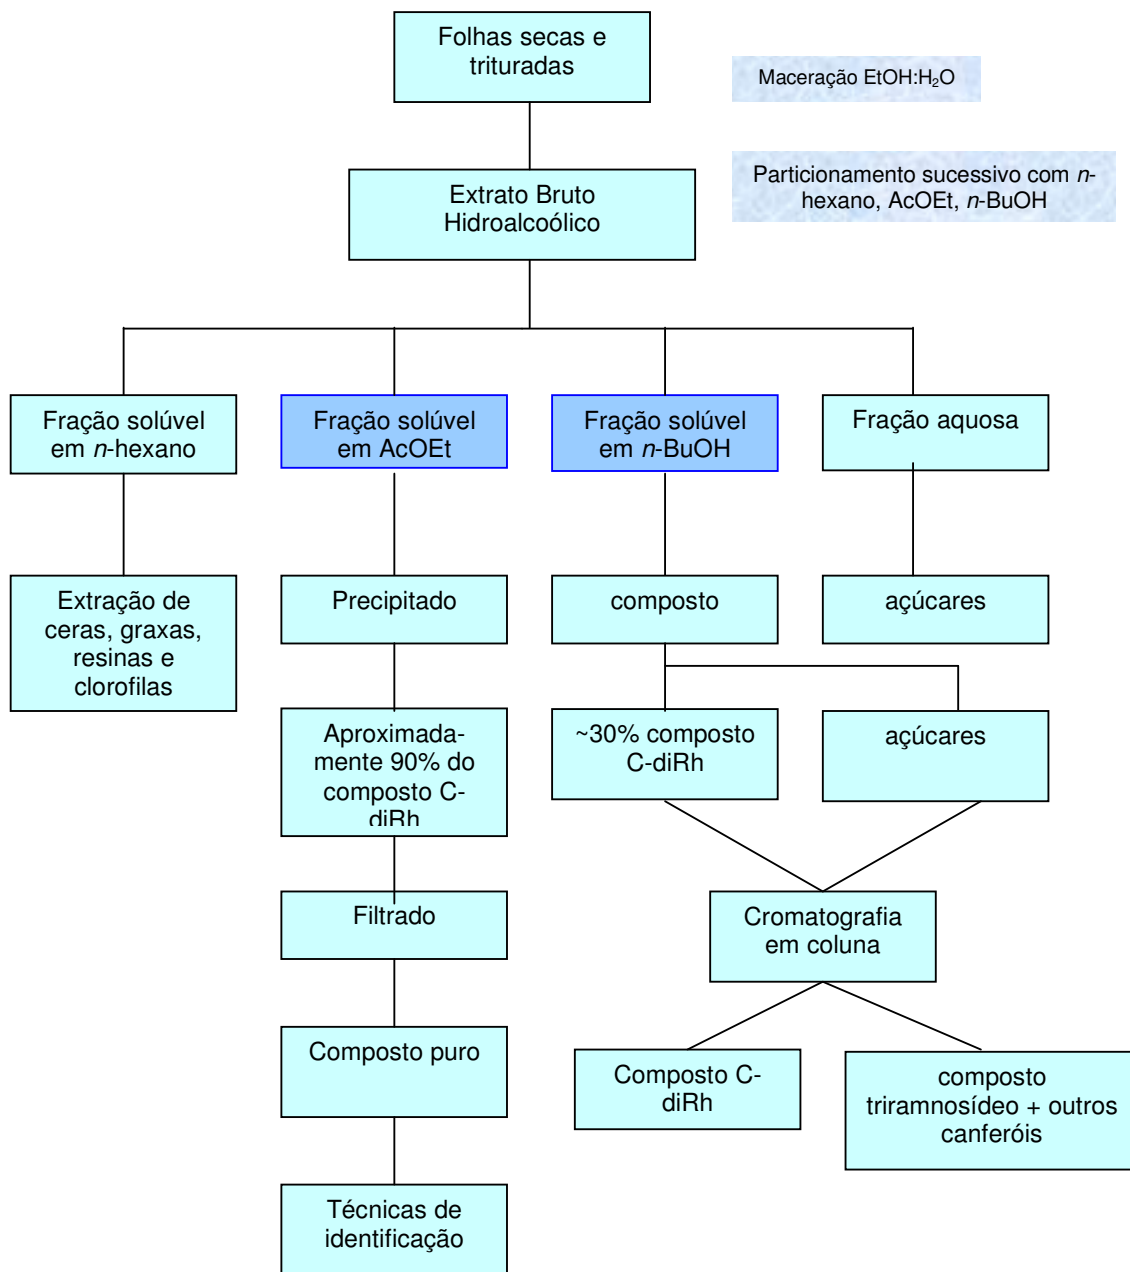 Folhas secas e
trituradas
Maceração EtOH:H₂O
Particionamento sucessivo com n-
hexano, AcOEt, n-BuOH
Extrato Bruto
Hidroalcoólico
Fração solúvel
em n-hexano
Fração solúvel
em AcOEt
Fração solúvel
em n-BuOH
Fração aquosa
Extração de
ceras, graxas,
resinas e
clorofilas
Precipitado
composto
açúcares
Aproximada-
mente 90% do
composto C-
diRh
~30% composto
C-diRh
açúcares
Filtrado
Cromatografia
em coluna
Composto puro
Composto C-
diRh
composto
triramnosídeo + outros
canferóis
Técnicas de
identificação